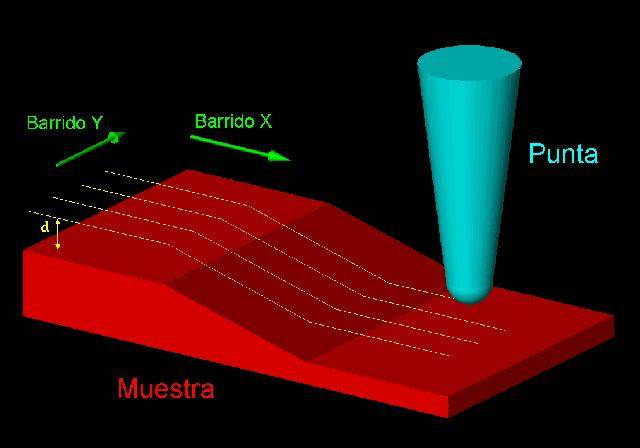 Barrido Y
Barrido X
Punta
d
Muestra